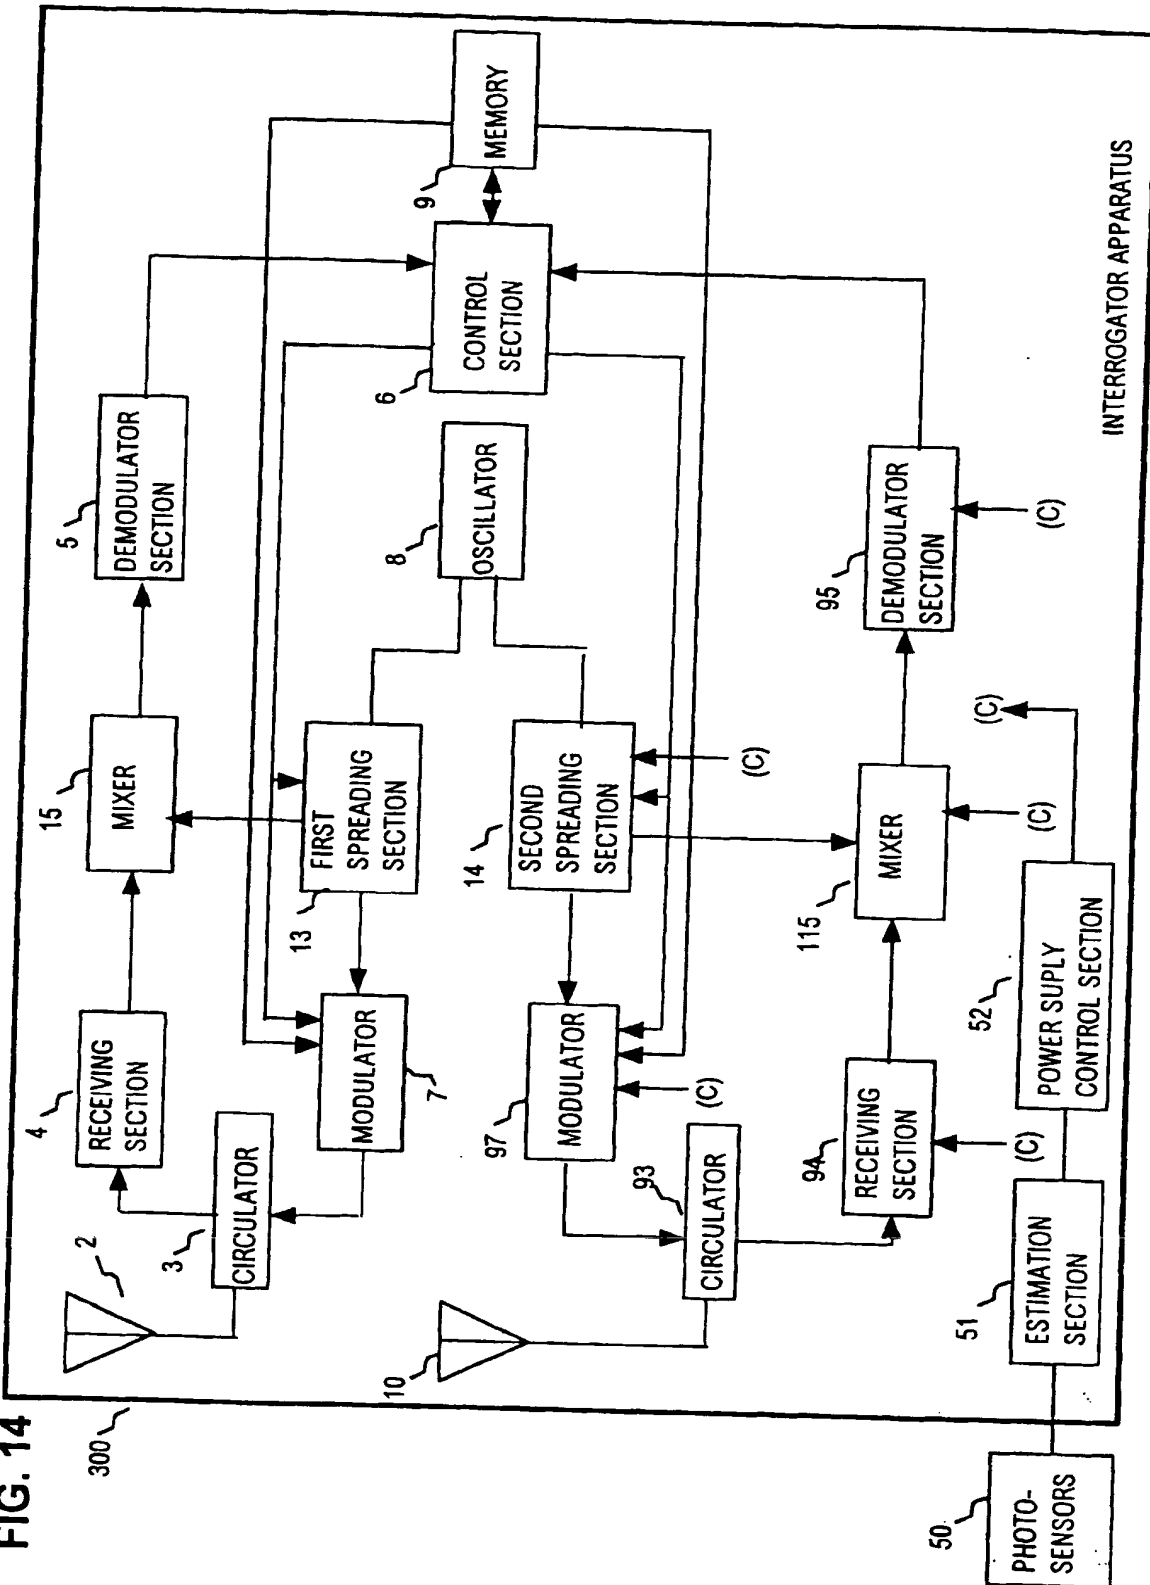 FIG. 14
300
2
3
CIRCULATOR
4
RECEIVING
SECTION
15
MIXER
5
DEMODULATOR
SECTION
7
MODULATOR
13
FIRST
SPREADING
SECTION
8
OSCILLATOR
6
CONTROL
SECTION
9
MEMORY
10
93
CIRCULATOR
97
MODULATOR
(C)
14
SECOND
SPREADING
SECTION
(C)
94
RECEIVING
SECTION
(C)
115
MIXER
(C)
95
DEMODULATOR
SECTION
(C)
50
PHOTO-
SENSORS
51
ESTIMATION
SECTION
52
POWER SUPLY
CONTROL SECTION
(C)
INTERROGATOR APPARATUS